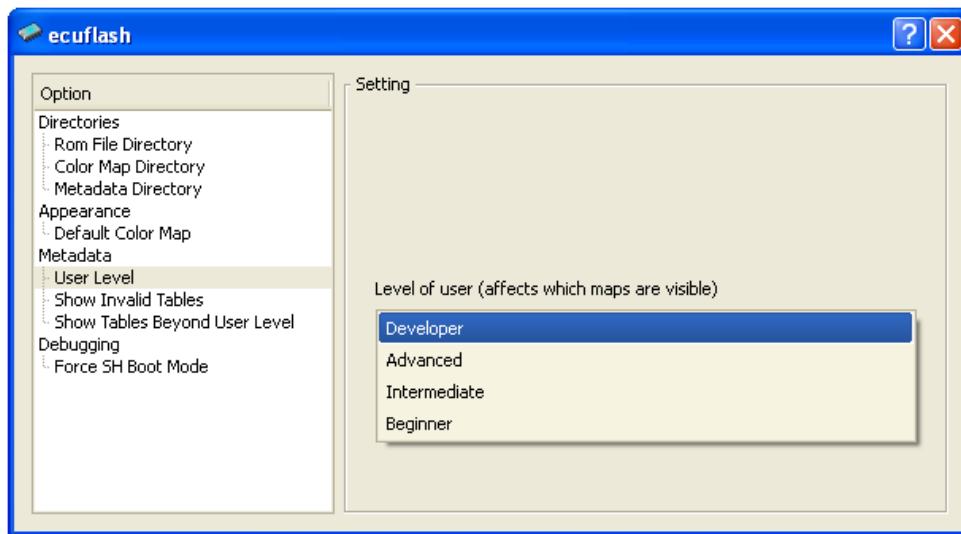 ecuflash
Option
Directories
Rom File Directory
Color Map Directory
Metadata Directory
Appearance
Default Color Map
Metadata
User Level
Show Invalid Tables
Show Tables Beyond User Level
Debugging
Force SH Boot Mode
Setting
Level of user (affects which maps are visible)
Developer
Advanced
Intermediate
Beginner